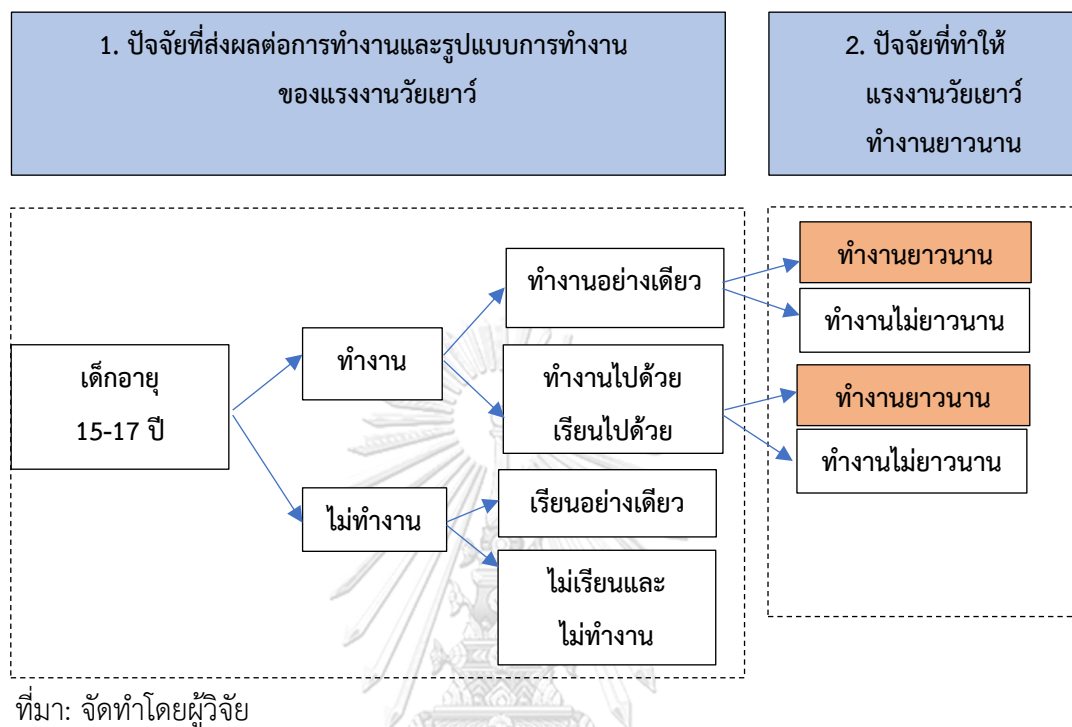 1. ปัจจัยที่ส่งผลต่อการทำงานและรูปแบบการทำงาน
ของแรงงานวัยเยาว์
2. ปัจจัยที่ทำให้
แรงงานวัยเยาว์
ทำงานยาวนาน
เด็กอายุ
15-17 ปี
ทำงาน
ไม่ทำงาน
ทำงานอย่างเดียว
ทำงานไปด้วย
เรียนไปด้วย
เรียนอย่างเดียว
ไม่เรียนและ
ไม่ทำงาน
ทำงานยาวนาน
ทำงานไม่ยาวนาน
ทำงานยาวนาน
ทำงานไม่ยาวนาน
ที่มา: จัดทำโดยผู้วิจัย